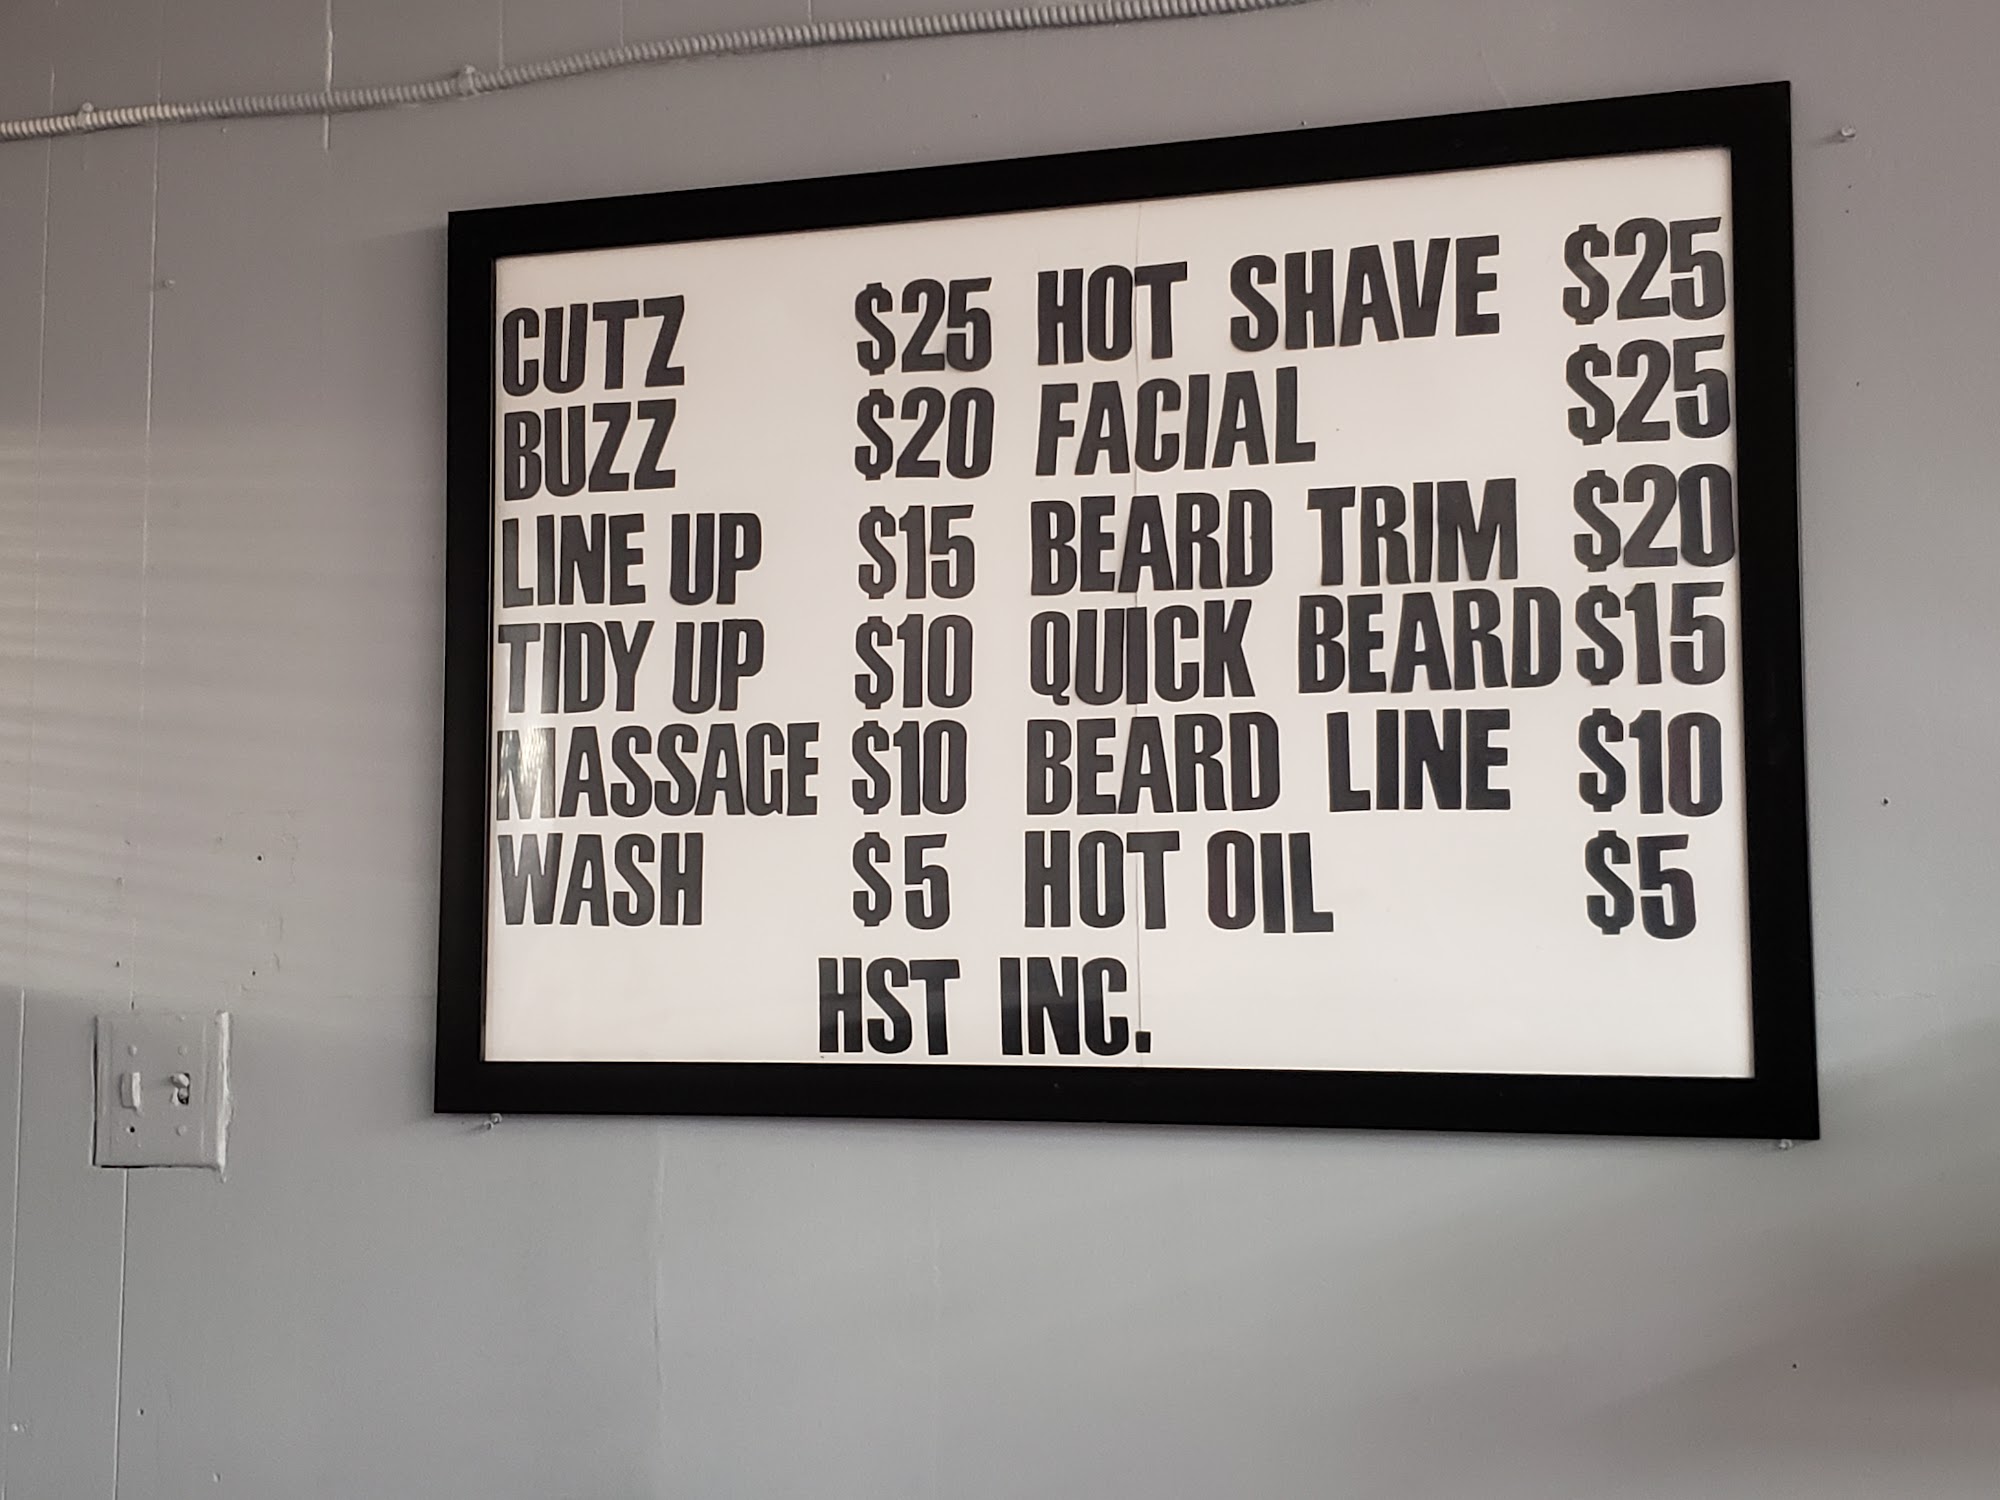 CUTZ $25 HOT SHAVE $25
BUZZ $20 FACIAL $25
LINE UP $15 BEARD TRIM $20
TIDY UP $10 QUICK BEARD $15
MASSAGE $10 BEARD LINE $10
WASH $5 HOT OIL $5
HST INC.